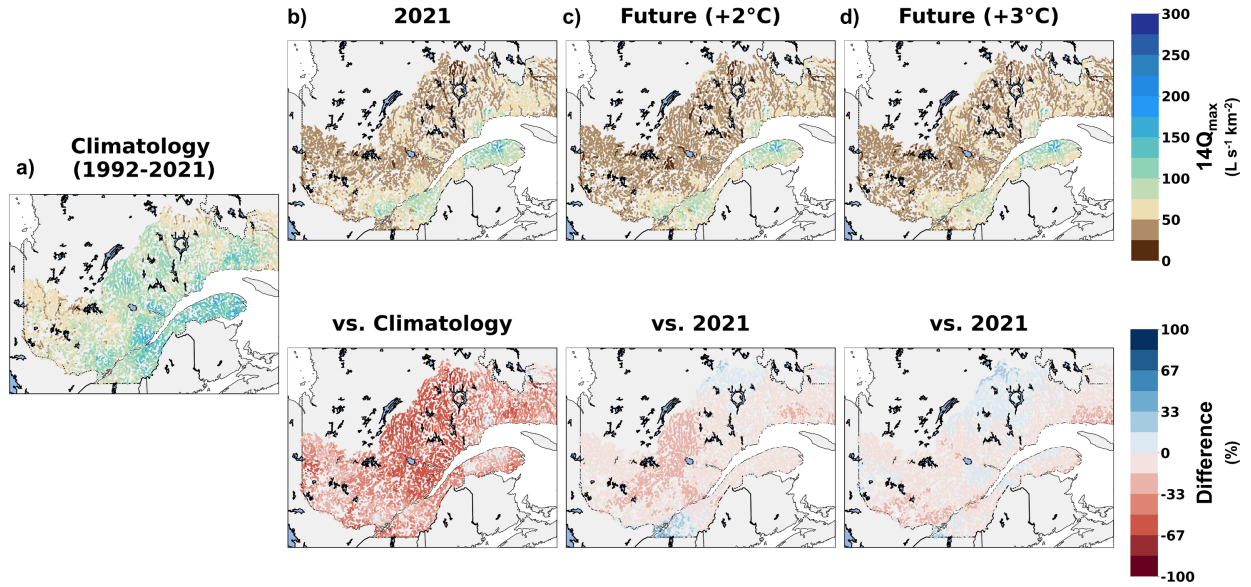 b) 2021
c) Future (+2°C)
d) Future (+3°C)
300
250
200
150
100
50
0
14Qmax
(L s⁻¹ km⁻²)
a) Climatology
(1992-2021)
vs. Climatology
vs. 2021
vs. 2021
100
67
33
0
-33
-67
-100
Difference
(%)